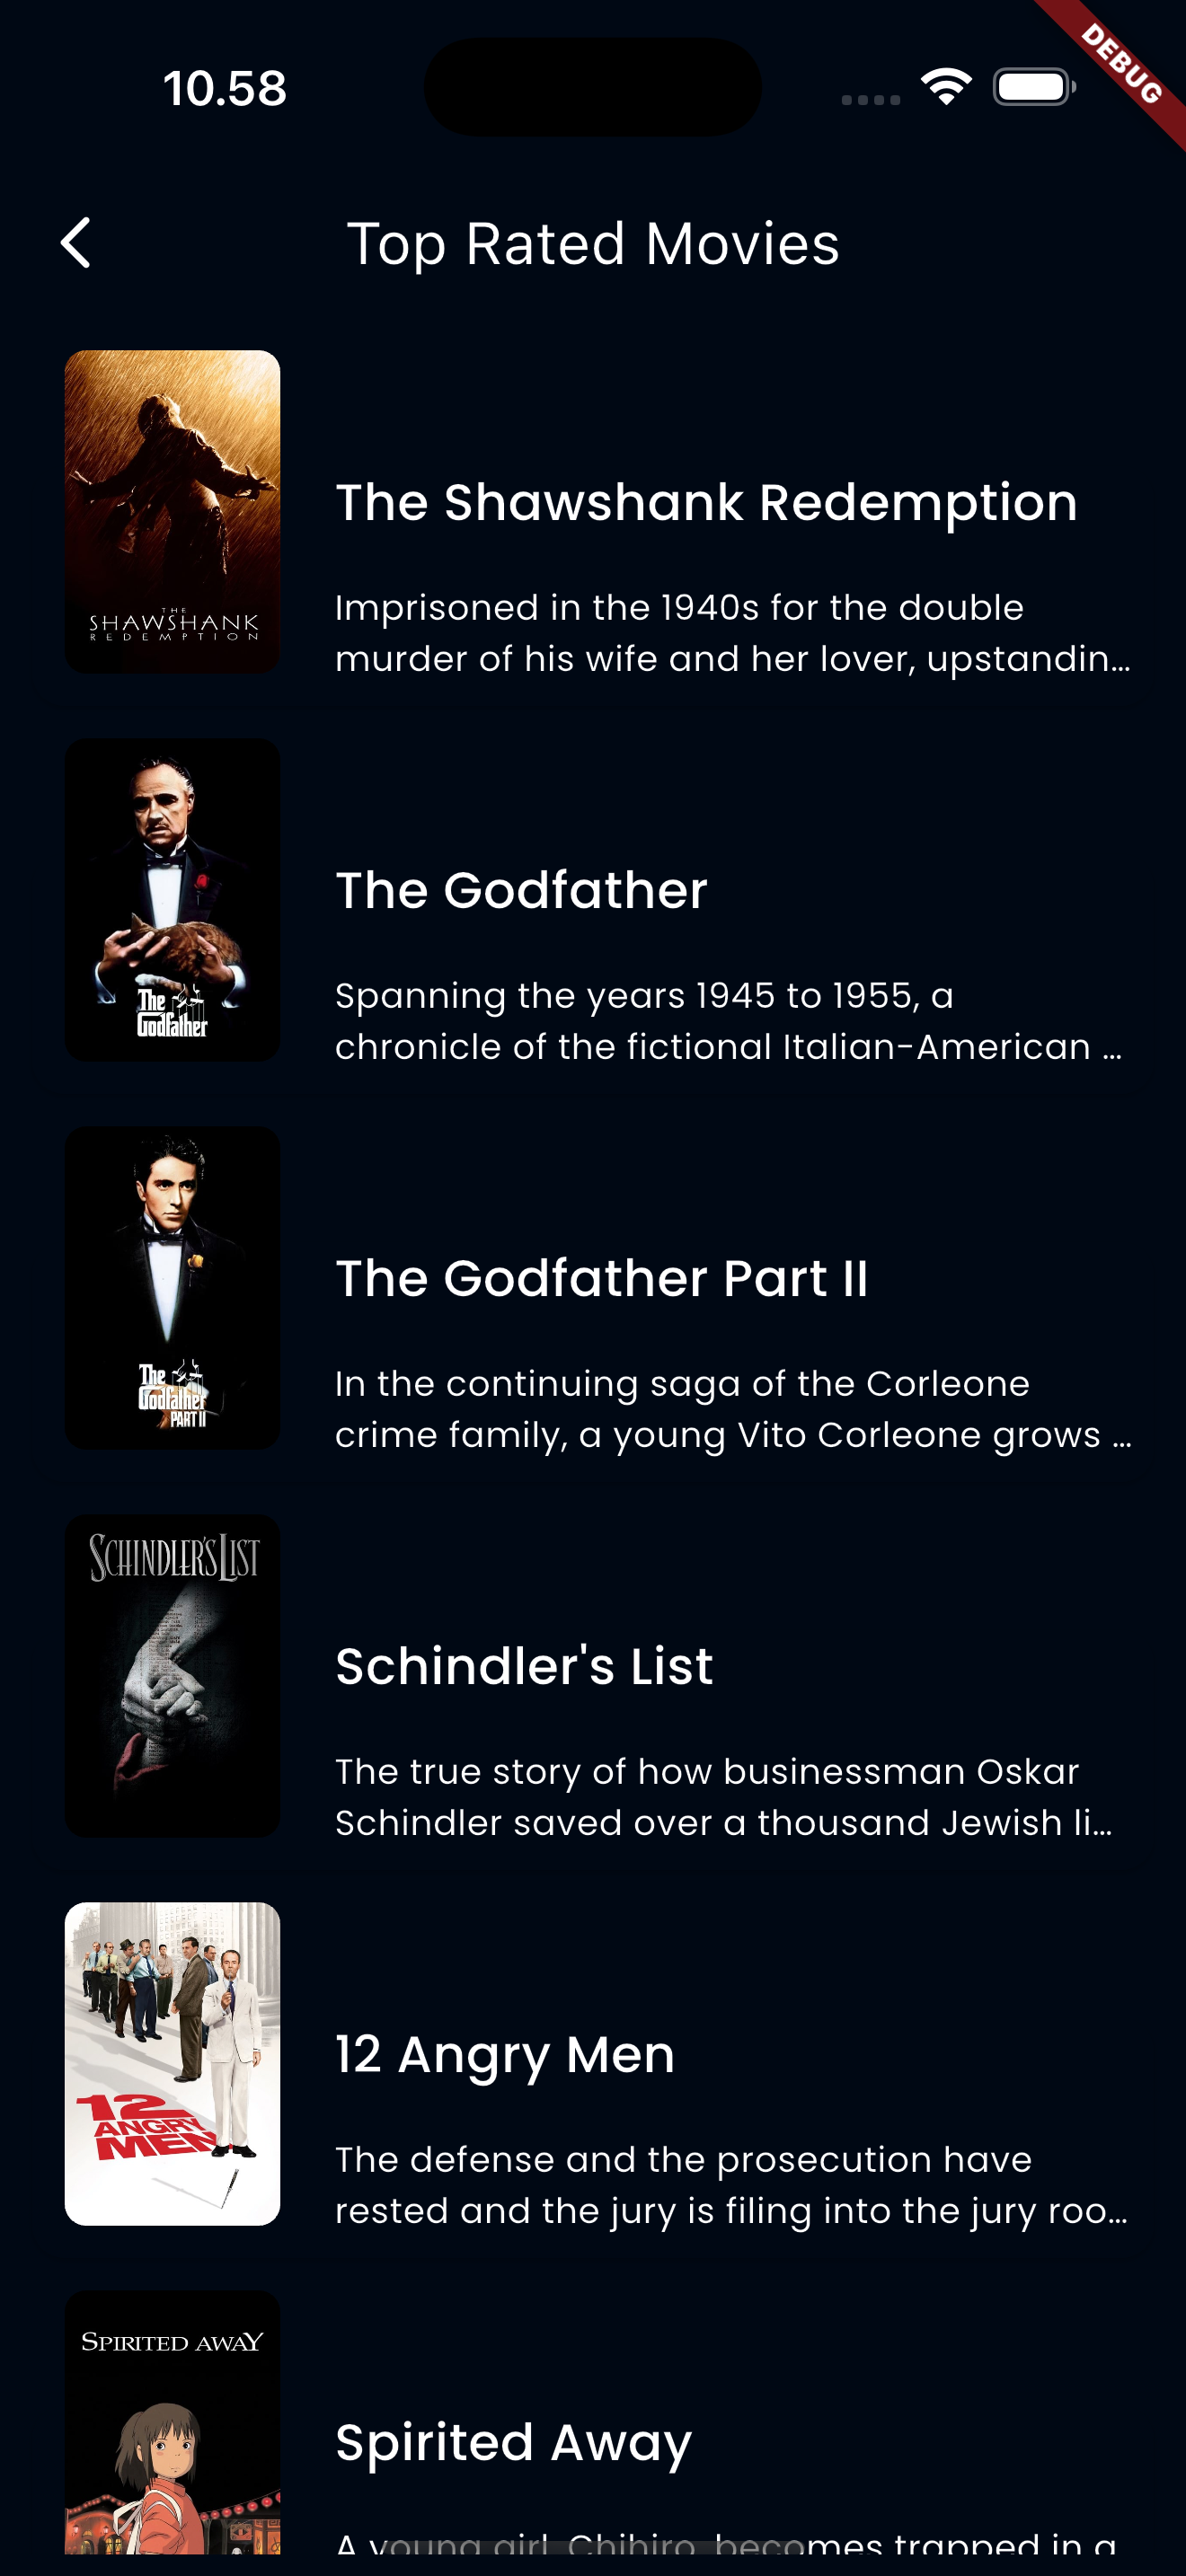 10.58
DEBUG
Top Rated Movies
THE
SHAWSHANK
REDEMPTION
The Shawshank Redemption
Imprisoned in the 1940s for the double
murder of his wife and her lover, upstandin...
The
Godfather
The Godfather
Spanning the years 1945 to 1955, a
chronicle of the fictional Italian-American ...
The
Godfather
PART II
The Godfather Part II
In the continuing saga of the Corleone
crime family, a young Vito Corleone grows ...
SCHINDLER'S LIST
Schindler's List
The true story of how businessman Oskar
Schindler saved over a thousand Jewish li...
12
ANGRY
MEN
12 Angry Men
The defense and the prosecution have
rested and the jury is filing into the jury roo...
SPIRITED AWAY
Spirited Away
A young girl, Chihiro, becomes trapped in a